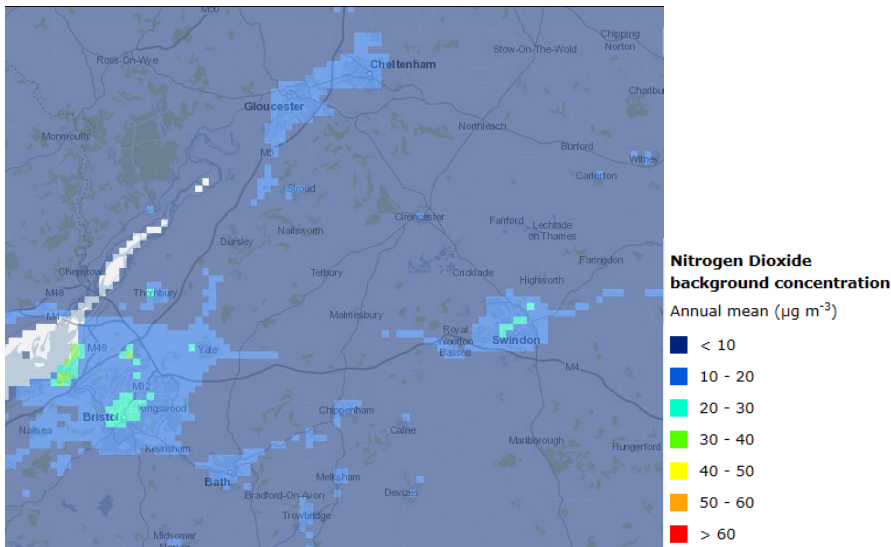 M50
Chipping
Norton
Stow-On-The-Wold
Ross-On-Wye
Cheltenham
Charlbu
Gloucester
Northleach
Monmouth
M5
Burford
Witney
Carterton
Stroud
Cirencester
Fairford
Lechlade
on Thames
Nailsworth
Dursley
Faringdon
Chepstow
Tetbury
Cricklade
Highworth
M48
Thornbury
Malmesbury
M4
Royal
Wootton
Bassett
Swindon
M49
Yate
M4
M32
Kingswood
Bristol
Chippenham
Nailsea
Calne
Marlborough
Hungerford
Keynsham
Bath
Melksham
Bradford-On-Avon
Devizes
Trowbridge
Midsomer
Norton
Nitrogen Dioxide
background concentration
Annual mean (µg m⁻³)
< 10
10 - 20
20 - 30
30 - 40
40 - 50
50 - 60
> 60